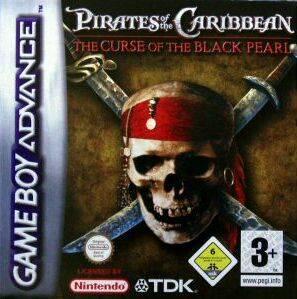 GAME BOY ADVANCE
PIRATES of the CARIBBEAN
THE CURSE OF THE BLACK PEARL
LICENSED BY
Nintendo
TDK
6
3+
www.pegi.info